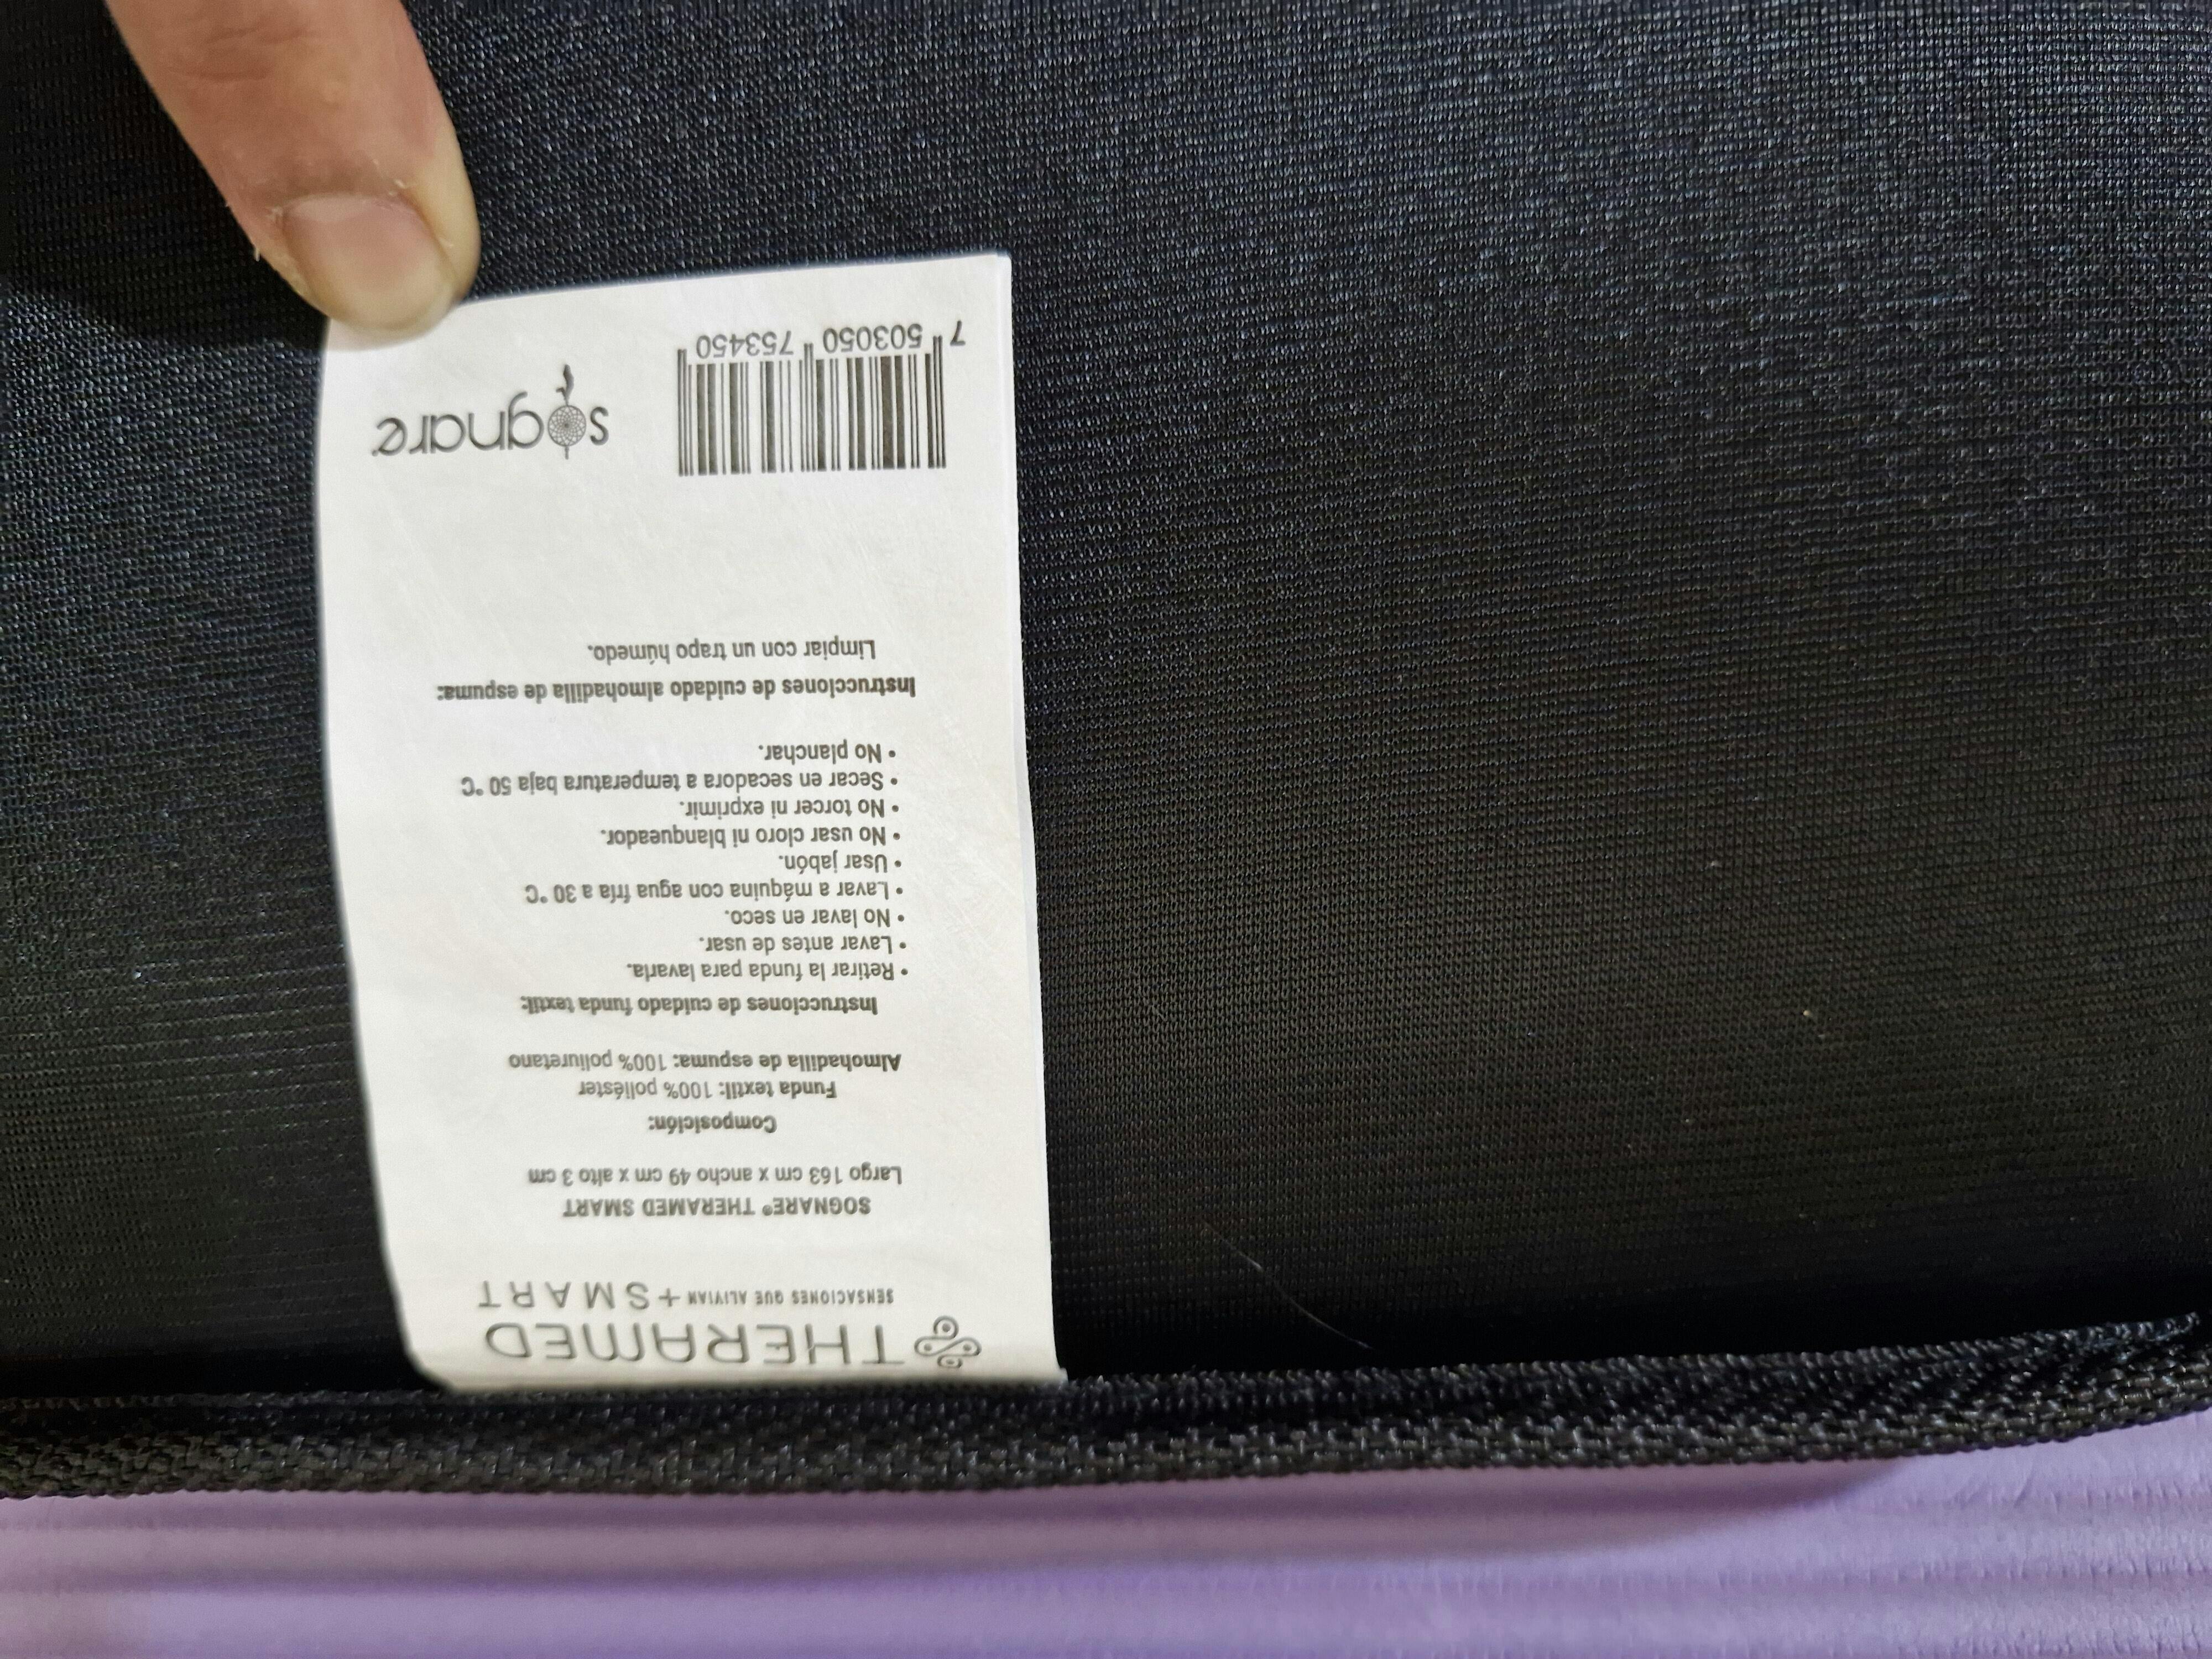 THERAMED
SENSACIONES QUE ALIVIAN +SMART
SOGNARE® THERAMED SMART
Largo 163 cm x ancho 49 cm x alto 3 cm
Composición:
Funda textil: 100% poliéster
Almohadilla de espuma: 100% poliuretano
Instrucciones de cuidado funda textil:
• Retirar la funda para lavarla.
• Lavar antes de usar.
• No lavar en seco.
• Lavar a máquina con agua fría a 30 °C
• Usar jabón.
• No usar cloro ni blanqueador.
• No torcer ni exprimir.
• Secar en secadora a temperatura baja 50 °C
• No planchar.
Instrucciones de cuidado almohadilla de espuma:
Limpiar con un trapo húmedo.
7 503050 753450
sognare